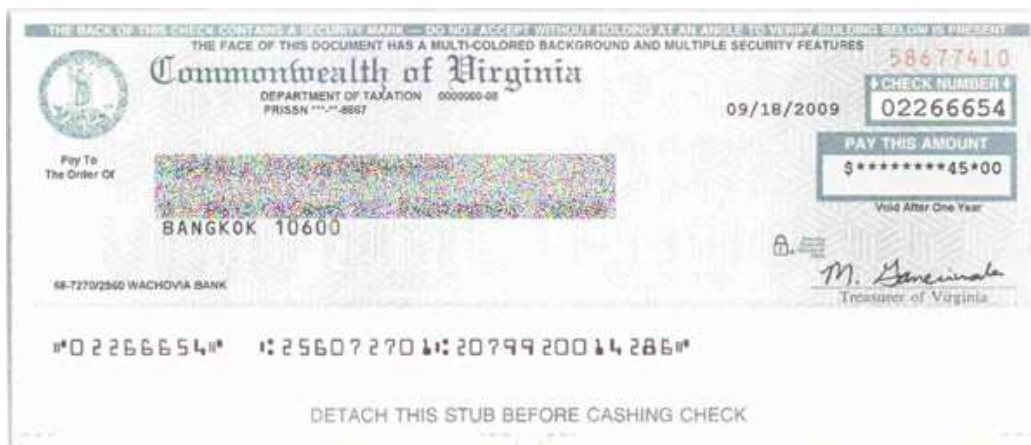 THE BACK OF THIS CHECK CONTAINS A SECURITY MARK — DO NOT ACCEPT WITHOUT HOLDING AT AN ANGLE TO VERIFY BUILDING BELOW IS PRESENT
THE FACE OF THIS DOCUMENT HAS A MULTI-COLORED BACKGROUND AND MULTIPLE SECURITY FEATURES
58677410
Commonwealth of Virginia
DEPARTMENT OF TAXATION 0000000-08
PRISSN ***-**-8667
CHECK NUMBER
09/18/2009
02266654
PAY THIS AMOUNT
$********45*00
Void After One Year
Pay To
The Order Of
BANGKOK 10600
68-7270/2560 WACHOVIA BANK
Treasurer of Virginia
⑈02266654⑈ ⑆256072701⑆2079920014286⑈
DETACH THIS STUB BEFORE CASHING CHECK